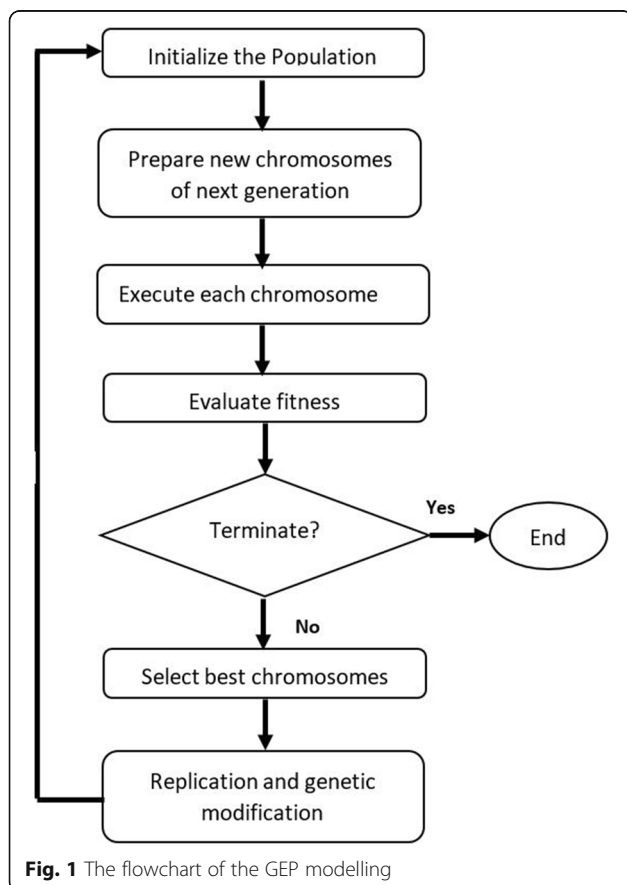 Initialize the Population
Prepare new chromosomes
of next generation
Execute each chromosome
Evaluate fitness
Terminate?
Yes
End
No
Select best chromosomes
Replication and genetic
modification
Fig. 1 The flowchart of the GEP modelling